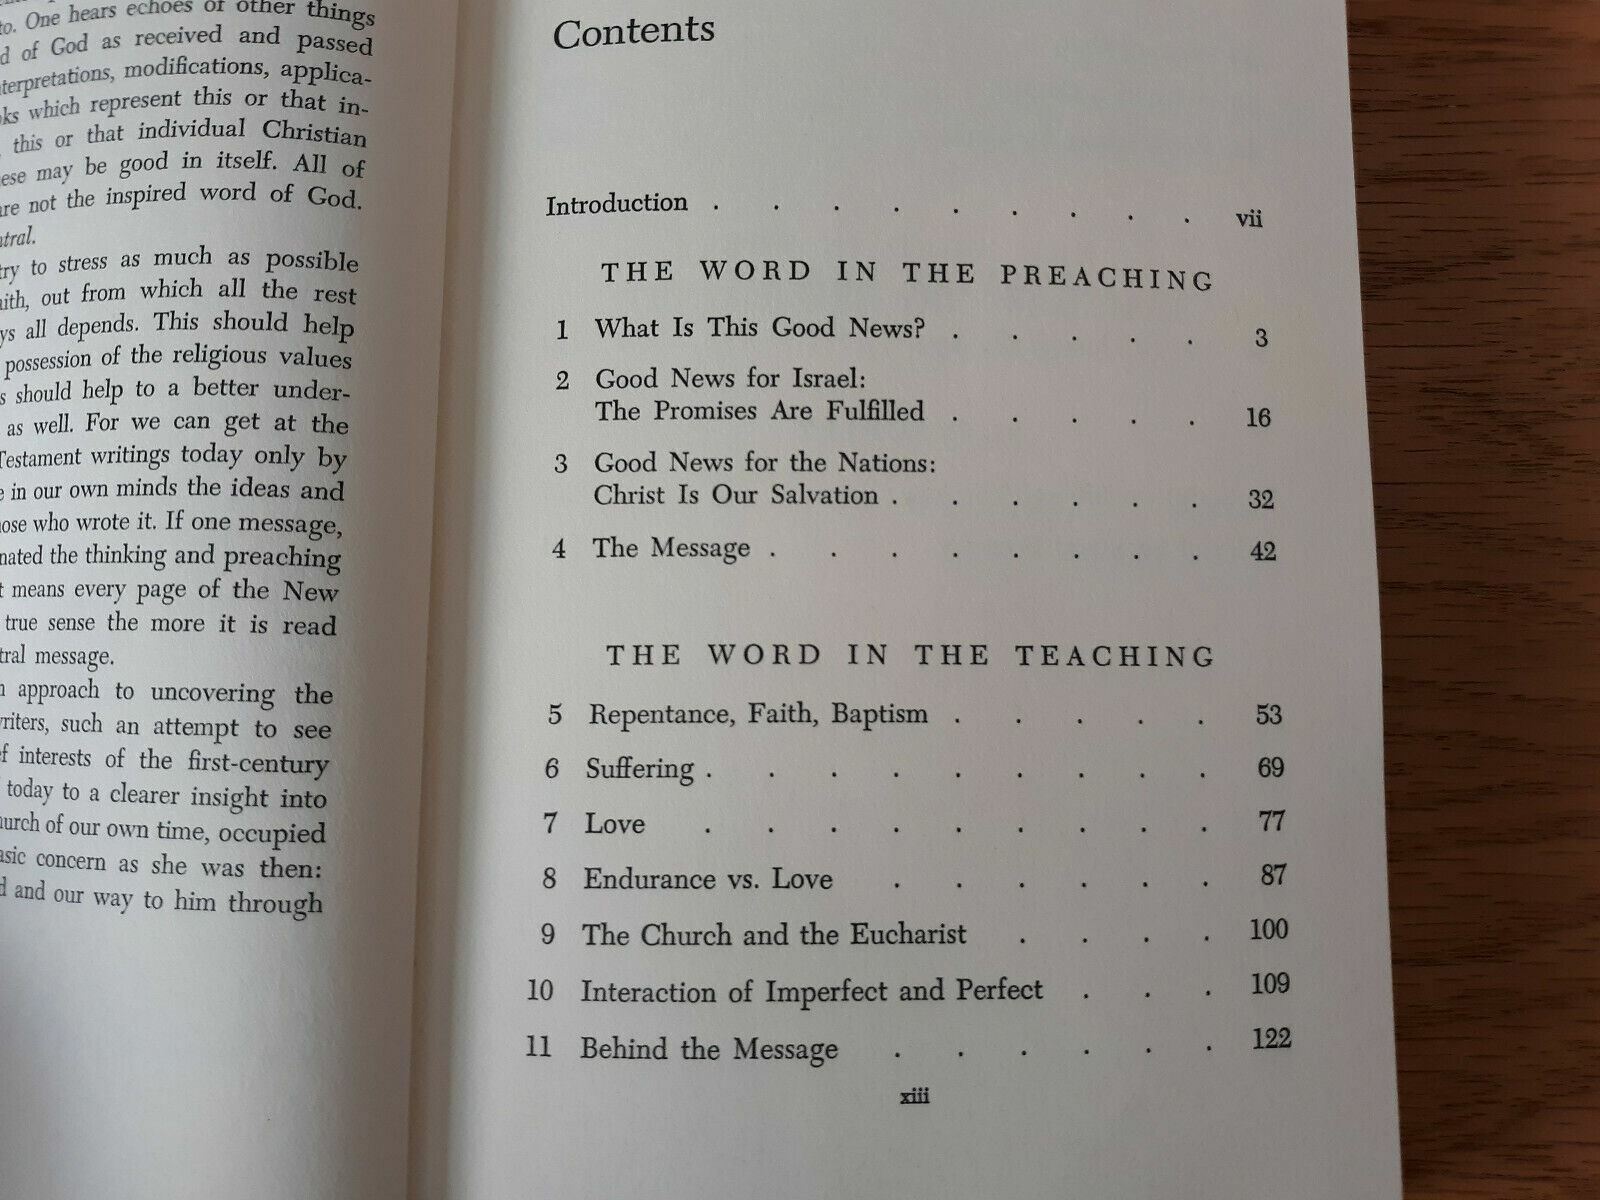 to. One hears echoes of other things
d of God as received and passed
nterpretations, modifications, applica-
oks which represent this or that in-
, this or that individual Christian
ese may be good in itself. All of
are not the inspired word of God.
ntral.
try to stress as much as possible
aith, out from which all the rest
ys all depends. This should help
possession of the religious values
s should help to a better under-
as well. For we can get at the
Testament writings today only by
e in our own minds the ideas and
hose who wrote it. If one message,
nated the thinking and preaching
t means every page of the New
true sense the more it is read
tral message.
n approach to uncovering the
writers, such an attempt to see
ef interests of the first-century
today to a clearer insight into
hurch of our own time, occupied
asic concern as she was then:
d and our way to him through
Contents
Introduction . . . . . . . . . vii
THE WORD IN THE PREACHING
1 What Is This Good News? . . . . . 3
2 Good News for Israel:
The Promises Are Fulfilled . . . . . 16
3 Good News for the Nations:
Christ Is Our Salvation . . . . . . 32
4 The Message . . . . . . . . 42
THE WORD IN THE TEACHING
5 Repentance, Faith, Baptism . . . . . 53
6 Suffering . . . . . . . . . 69
7 Love . . . . . . . . . 77
8 Endurance vs. Love . . . . . . 87
9 The Church and the Eucharist . . . . 100
10 Interaction of Imperfect and Perfect . . . 109
11 Behind the Message . . . . . . 122
xiii